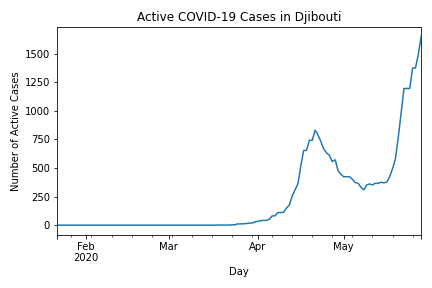 Active COVID-19 Cases in Djibouti
Number of Active Cases
1500
1250
1000
750
500
250
0
Feb
2020
Mar
Apr
May
Day